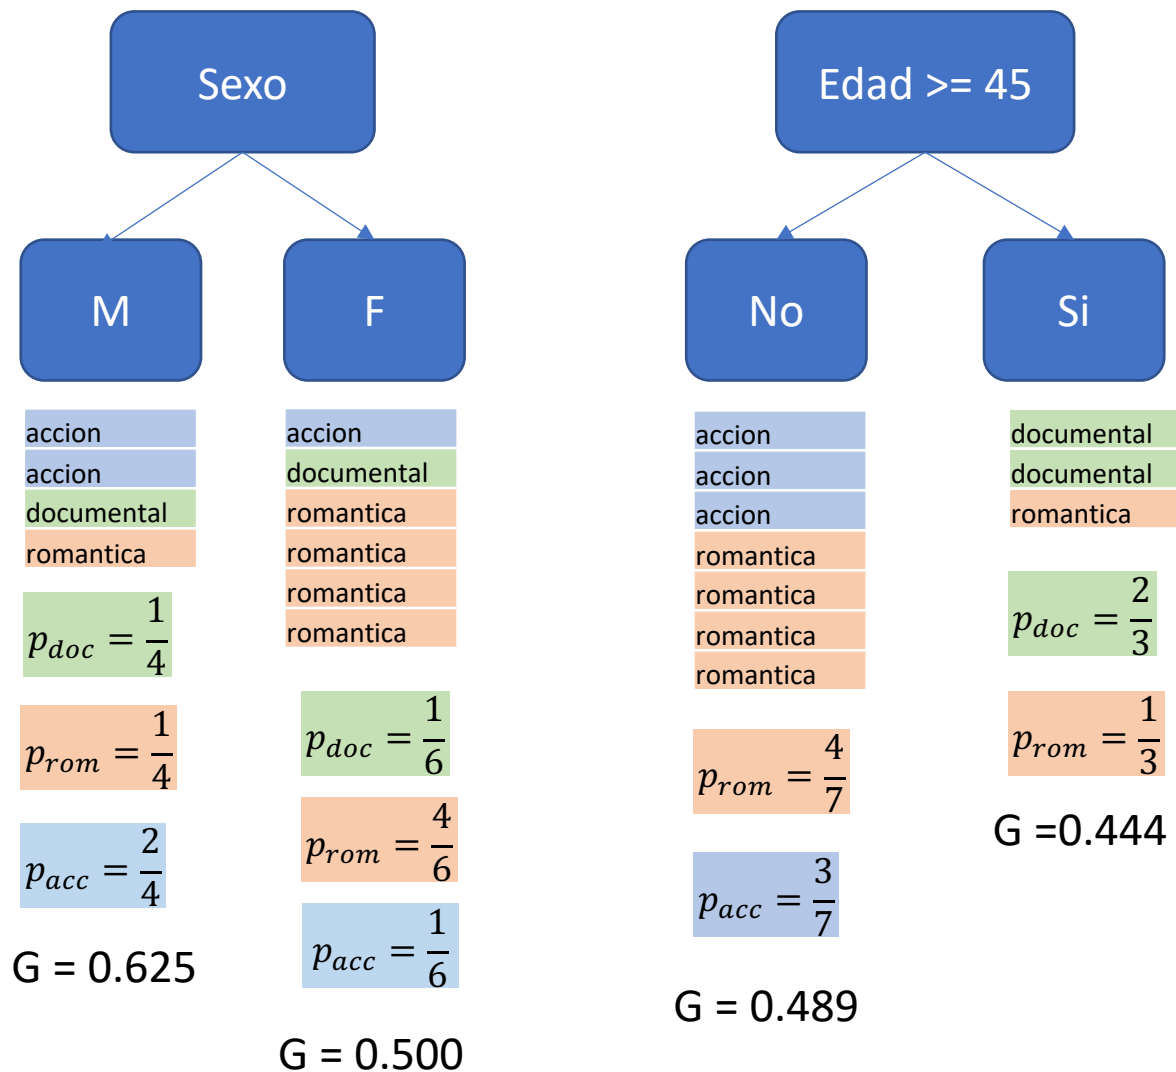 Sexo
M
F
accion
accion
documental
romantica
p_doc = 1/4
p_rom = 1/4
p_acc = 2/4
G = 0.625
accion
documental
romantica
romantica
romantica
romantica
p_doc = 1/6
p_rom = 4/6
p_acc = 1/6
G = 0.500
Edad >= 45
No
Si
accion
accion
accion
romantica
romantica
romantica
romantica
p_rom = 4/7
p_acc = 3/7
G = 0.489
documental
documental
romantica
p_doc = 2/3
p_rom = 1/3
G =0.444